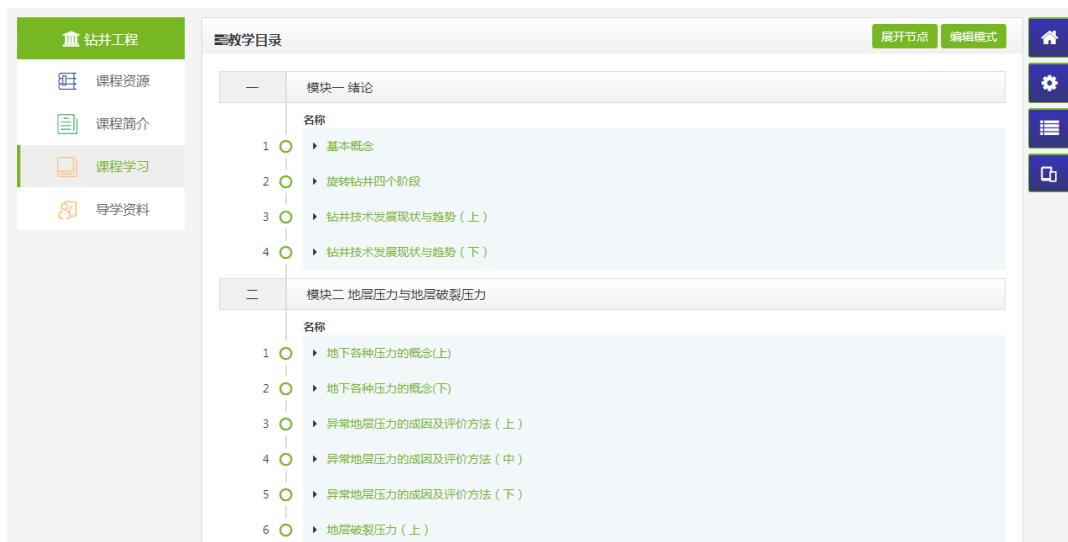 钻井工程
课程资源
课程简介
课程学习
导学资料
教学目录
展开节点 编辑模式
一 模块一 绪论
名称
1 基本概念
2 旋转钻井四个阶段
3 钻井技术发展现状与趋势（上）
4 钻井技术发展现状与趋势（下）
二 模块二 地层压力与地层破裂压力
名称
1 地下各种压力的概念(上)
2 地下各种压力的概念(下)
3 异常地层压力的成因及评价方法（上）
4 异常地层压力的成因及评价方法（中）
5 异常地层压力的成因及评价方法（下）
6 地层破裂压力（上）